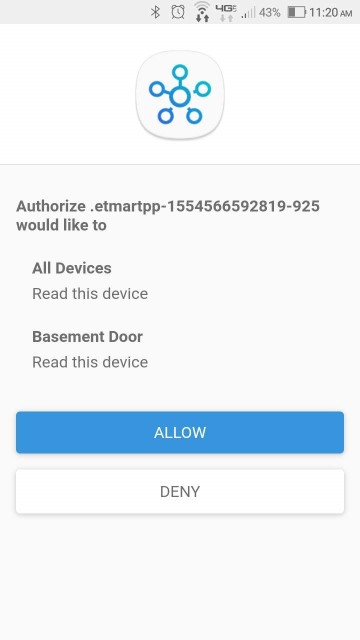 4G 43% 11:20 AM
Authorize .etmartpp-1554566592819-925
would like to
All Devices
Read this device
Basement Door
Read this device
ALLOW
DENY